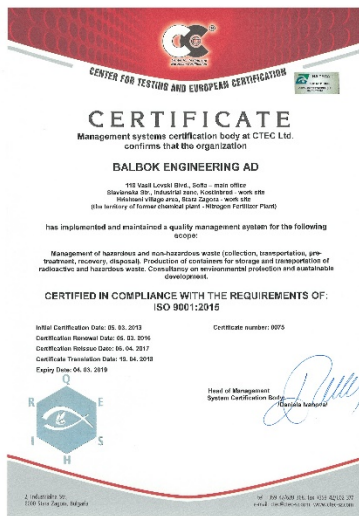 CENTER FOR TESTING AND EUROPEAN CERTIFICATION
CERTIFICATE
Management systems certification body at CTEC Ltd.
confirms that the organization
BALBOK ENGINEERING AD
118 Vasil Levski Blvd., Sofia – main office
Slavianska Str., Industrial zone, Kostinbrod - work site
Hrishteni village area, Stara Zagora - work site
(the territory of former chemical plant - Nitrogen Fertilizer Plant)
has implemented and maintained a quality management system for the following
scope:
Management of hazardous and non-hazardous waste (collection, transportation, pre-
treatment, recovery, disposal). Production of containers for storage and transportation of
radioactive and hazardous waste. Consultancy on environmental protection and sustainable
development.
CERTIFIED IN COMPLIANCE WITH THE REQUIREMENTS OF:
ISO 9001:2015
Initial Certification Date: 05. 03. 2013
Certificate number: 0075
Certification Renewal Date: 05. 03. 2016
Certification Reissue Date: 05. 04. 2017
Certificate Translation Date: 13. 04. 2018
Expiry Date: 04. 03. 2019
Q
R E
I S
H
Head of Management
System Certification Body:
/Daniela Ivanova/
2, Industrialna Str.
6000 Stara Zagora, Bulgaria